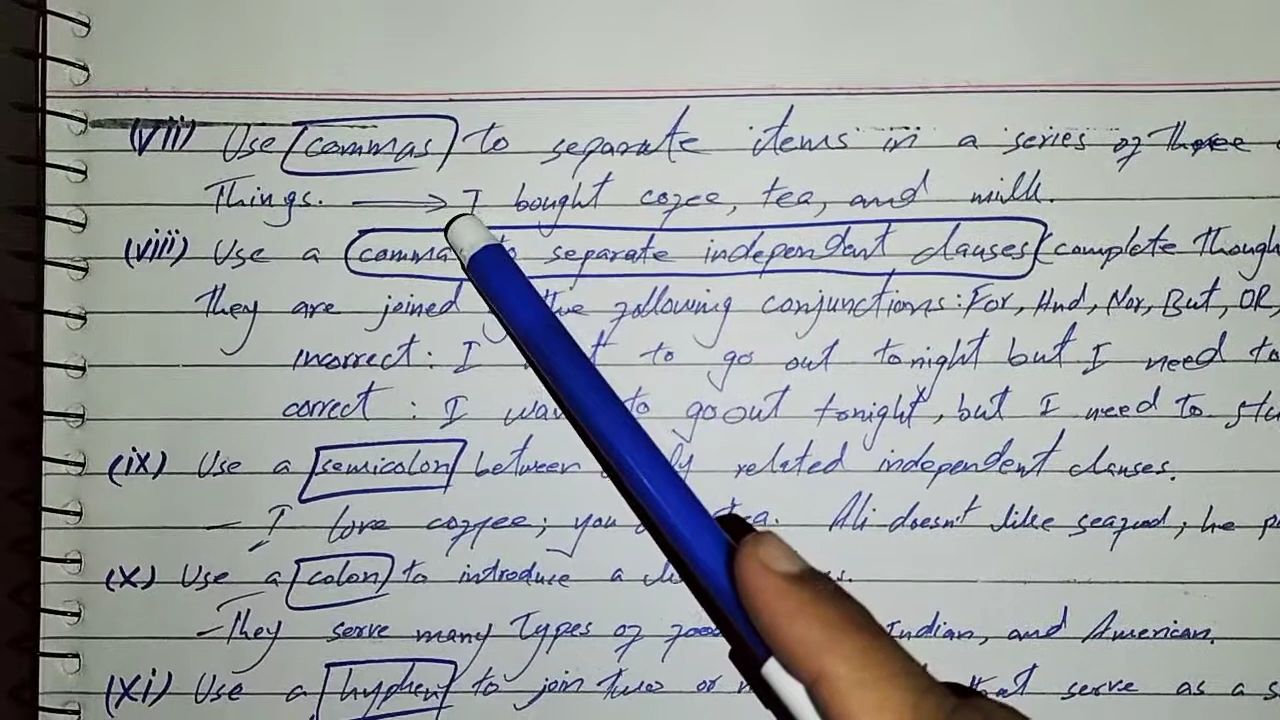 (vii) Use commas to separate items in a series of Three
Things. → I bought cofee, tea, and milk.
(viii) Use a comma to separate independent clauses (complete Though
They are joined the following conjunctions: For, And, Nor, But, OR,
incorrect: I to go out tonight but I need to
correct: I to go out tonight, but I need to
(ix) Use a semicolon between related independent clauses.
- I love coffee; you tea. Ali doesn't like seafood; he
(X) Use a colon to introduce a
- They serve many Types of Indian, and American.
(Xi) Use a hyphen to join two or serve as a